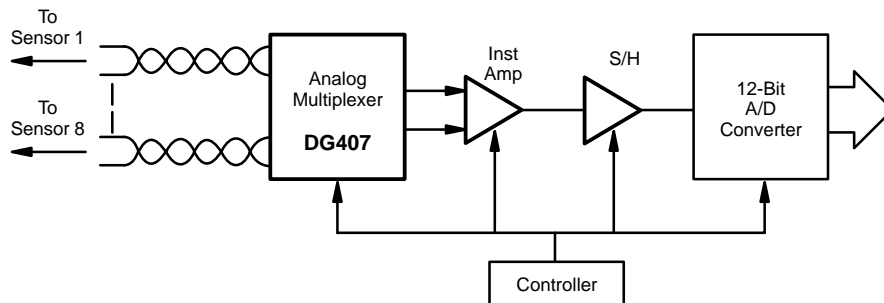 To
Sensor 1
To
Sensor 8
Analog
Multiplexer
DG407
Inst
Amp
S/H
12-Bit
A/D
Converter
Controller